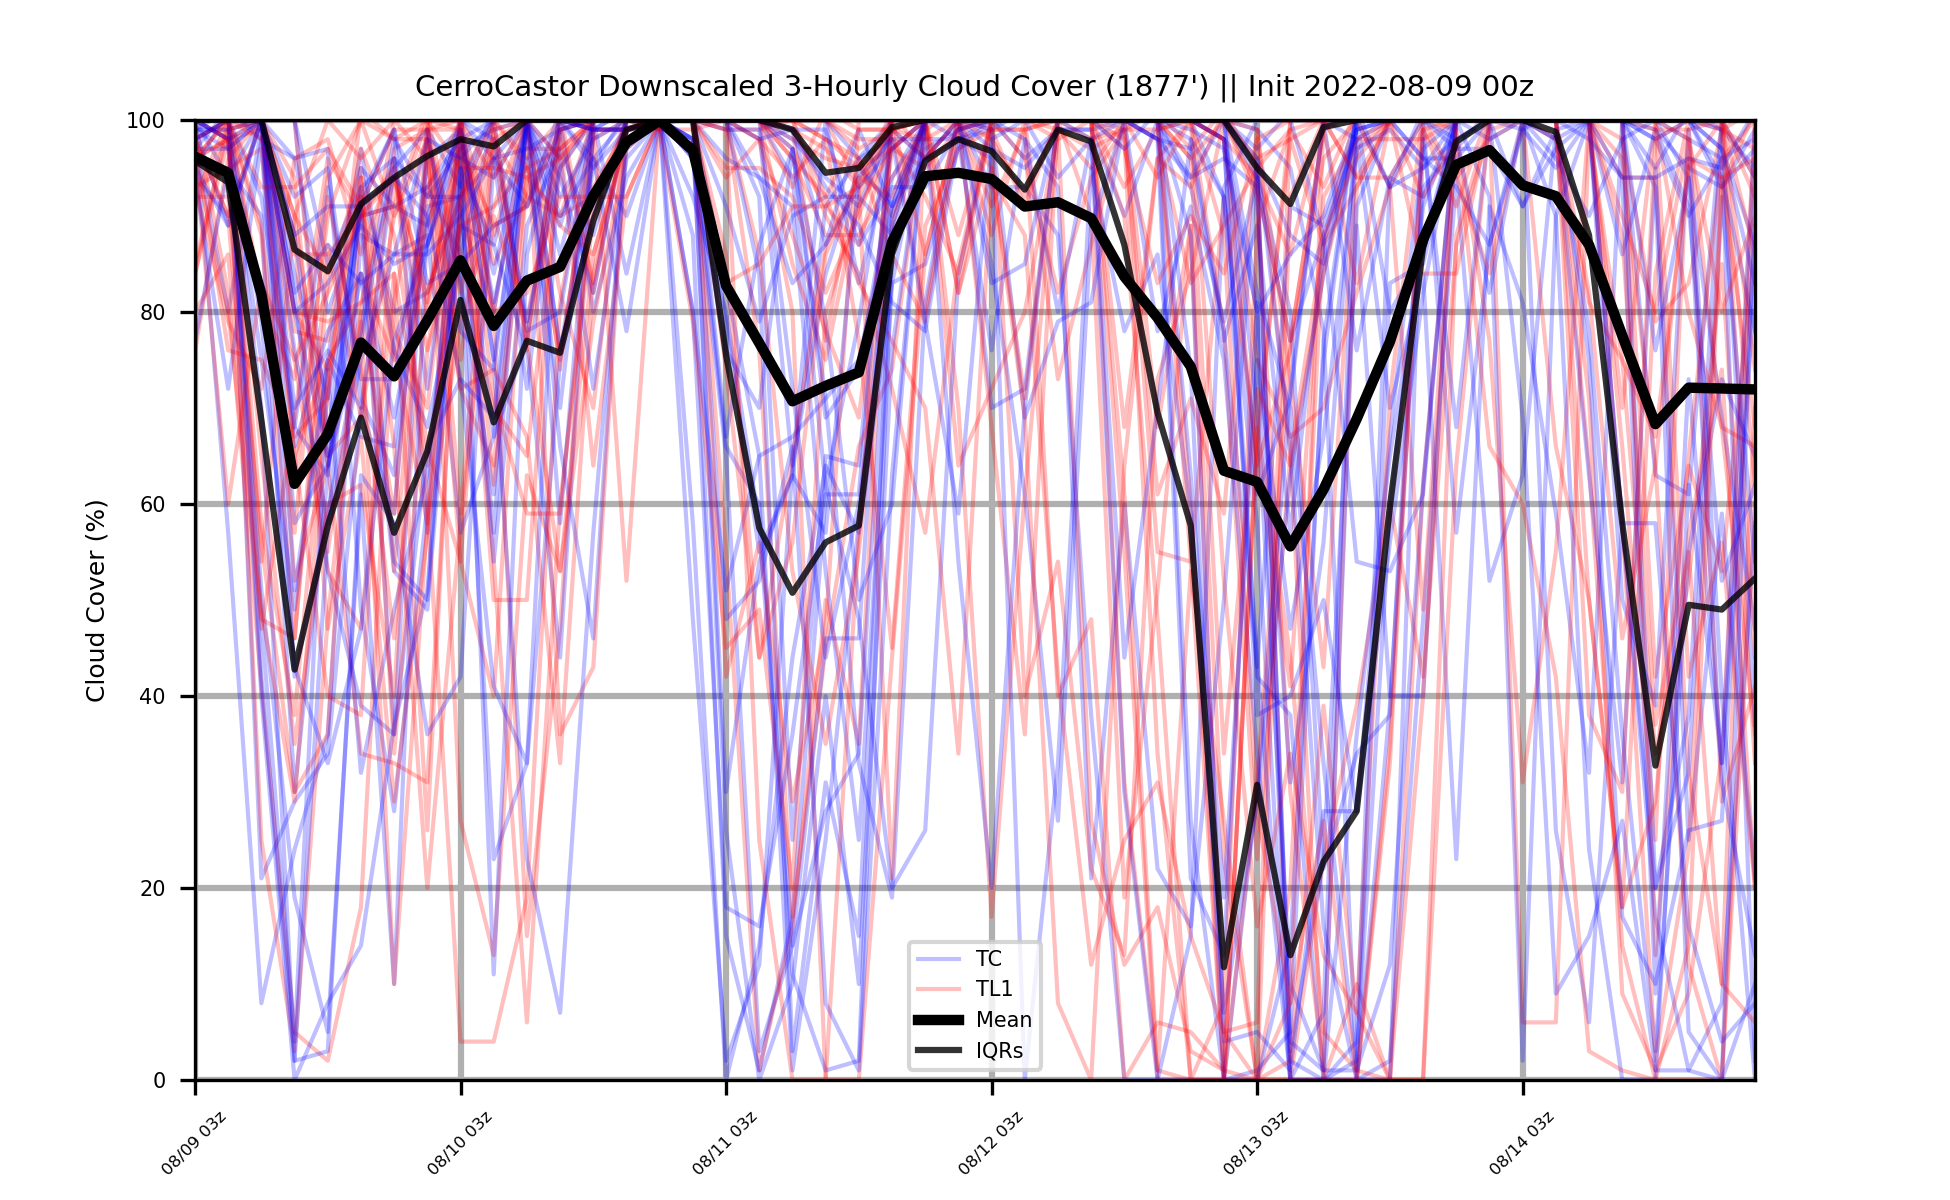 CerroCastor Downscaled 3-Hourly Cloud Cover (1877') || Init 2022-08-09 00z
Cloud Cover (%)
100
80
60
40
20
0
TC
TL1
Mean
IQRs
08/09 03z
08/10 03z
08/11 03z
08/12 03z
08/13 03z
08/14 03z